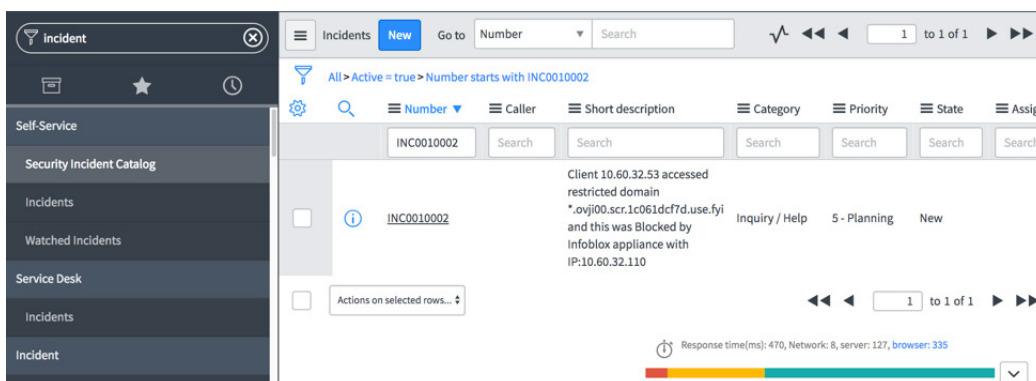 incident
Incidents New Go to Number Search 1 to 1 of 1
All > Active = true > Number starts with INC0010002
Number Caller Short description Category Priority State Assig
INC0010002 Search Search Search Search Search Search
Self-Service
Security Incident Catalog
Incidents
Watched Incidents
Service Desk
Incidents
Incident
INC0010002
Client 10.60.32.53 accessed
restricted domain
*.ovji00.scr.1c061dcf7d.use.fyi
and this was Blocked by
Infoblox appliance with
IP:10.60.32.110
Inquiry / Help 5 - Planning New
Actions on selected rows... 1 to 1 of 1
Response time(ms): 470, Network: 8, server: 127, browser: 335